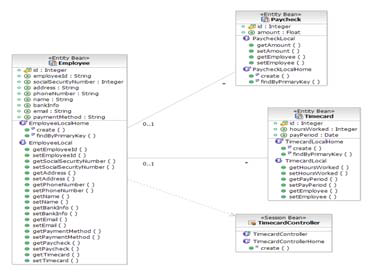 «Entity Bean»
Employee
id : Integer
employeeId : String
socialSecurityNumber : Integer
address : String
phoneNumber : String
name : String
bankInfo
email : String
paymentMethod : String
EmployeeLocalHome
create ( )
findByPrimaryKey ( )
EmployeeLocal
getEmployeeId ( )
setEmployeeId ( )
getSocialSecurityNumber ( )
setSocialSecurityNumber ( )
getAddress ( )
setAddress ( )
getPhoneNumber ( )
setPhoneNumber ( )
getName ( )
setName ( )
getBankInfo ( )
setBankInfo ( )
getEmail ( )
setEmail ( )
getPaymentMethod ( )
setPaymentMethod ( )
setPaycheck ( )
getPaycheck ( )
setTimecard ( )
getTimecard ( )
0..1
*
0..1
*
«Entity Bean»
Paycheck
id : Integer
amount : Float
PaycheckLocal
getAmount ( )
setAmount ( )
getEmployee ( )
setEmployee ( )
PaycheckLocalHome
create ( )
findByPrimaryKey ( )
«Entity Bean»
Timecard
id : Integer
hoursWorked : Integer
payPeriod : Date
TimecardLocalHome
create ( )
findByPrimaryKey ( )
TimecardLocal
getHoursWorked ( )
setHoursWorked ( )
getPayPeriod ( )
setPayPeriod ( )
getEmployee ( )
setEmployee ( )
«Session Bean»
TimecardController
TimecardController
TimecardControllerHome
create ( )